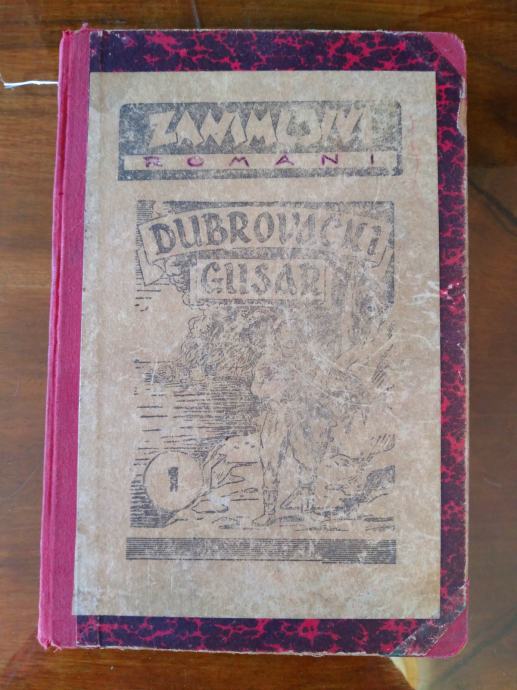 ZANIMLJIVI
ROMANI
DUBROVAČKI
GUSAR
1